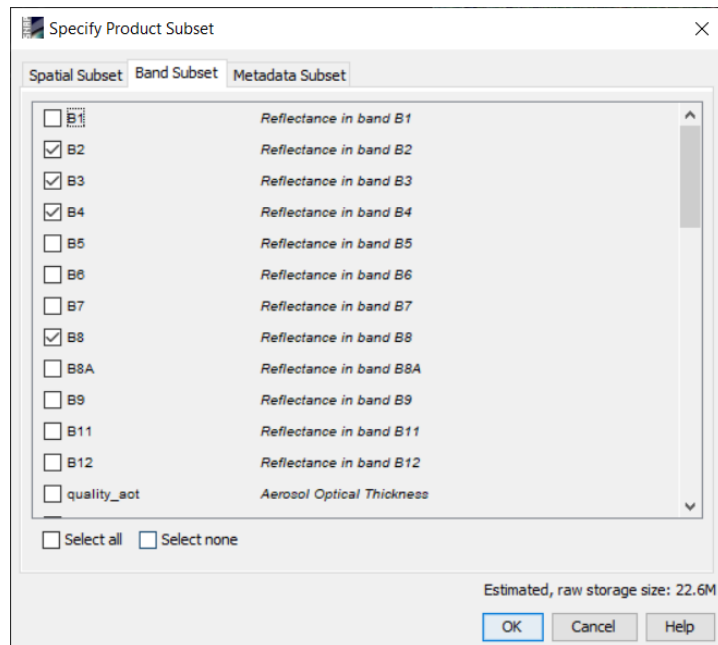 Specify Product Subset
Spatial Subset Band Subset Metadata Subset
B1 Reflectance in band B1
B2 Reflectance in band B2
B3 Reflectance in band B3
B4 Reflectance in band B4
B5 Reflectance in band B5
B6 Reflectance in band B6
B7 Reflectance in band B7
B8 Reflectance in band B8
B8A Reflectance in band B8A
B9 Reflectance in band B9
B11 Reflectance in band B11
B12 Reflectance in band B12
quality_aot Aerosol Optical Thickness
Select all Select none
Estimated, raw storage size: 22.6M
OK Cancel Help